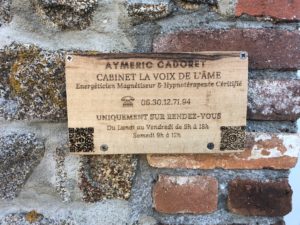 AYMERIC CADORET
CABINET LA VOIX DE L'ÂME
Energéticien Magnétiseur & Hypnotérapeute Certifié
☎ 06.30.12.71.94
UNIQUEMENT SUR RENDEZ-VOUS
Du Lundi au Vendredi de 9h à 18h
Samedi 9h à 12h